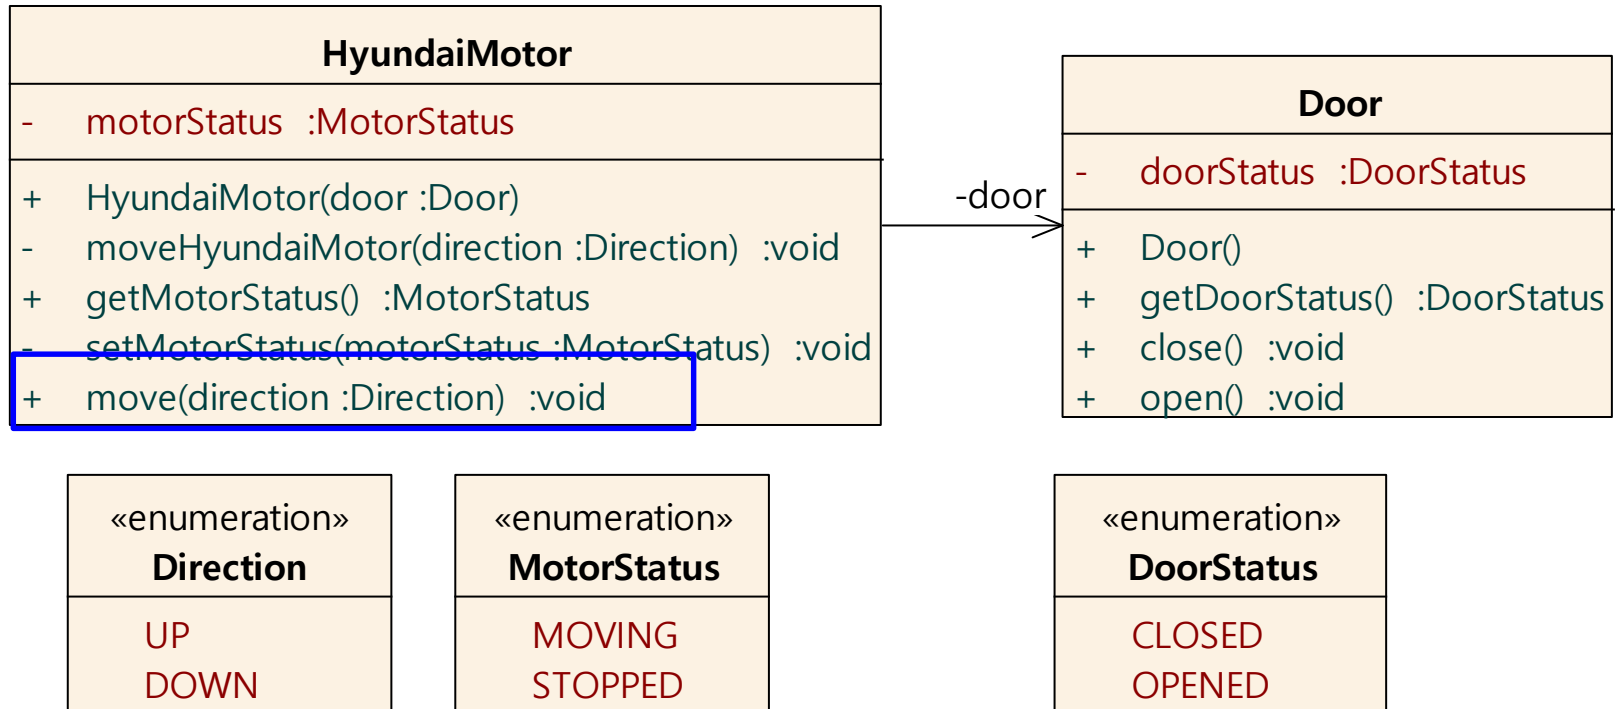 HyundaiMotor
- motorStatus :MotorStatus
+ HyundaiMotor(door :Door)
- moveHyundaiMotor(direction :Direction) :void
+ getMotorStatus() :MotorStatus
- setMotorStatus(motorStatus :MotorStatus) :void
+ move(direction :Direction) :void
-door
Door
- doorStatus :DoorStatus
+ Door()
+ getDoorStatus() :DoorStatus
+ close() :void
+ open() :void
«enumeration»
Direction
UP
DOWN
«enumeration»
MotorStatus
MOVING
STOPPED
«enumeration»
DoorStatus
CLOSED
OPENED